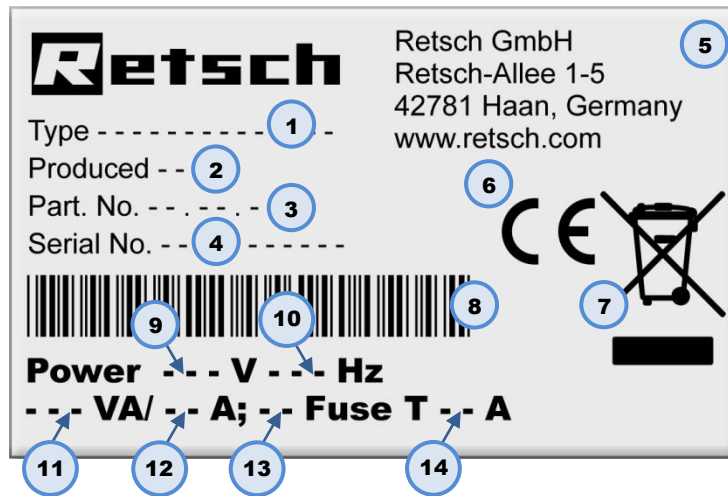 Retsch
Retsch GmbH
Retsch-Allee 1-5
42781 Haan, Germany
www.retsch.com
5
Type - - - - - - - - - - - - - -
1
Produced - -
2
Part. No. - - . - - . -
3
Serial No. - - - - - - - -
4
6
CE
7
8
9
10
Power - - - V - - - Hz
- - - VA/ - - A; - - Fuse T - - A
11
12
13
14